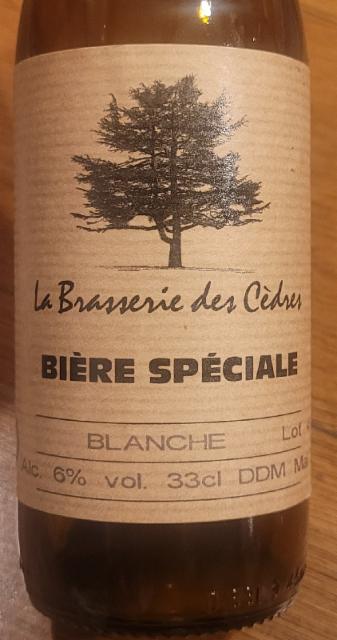 La Brasserie des Cèdres
BIÈRE SPÉCIALE
BLANCHE Lot
Alc. 6% vol. 33cl DDM